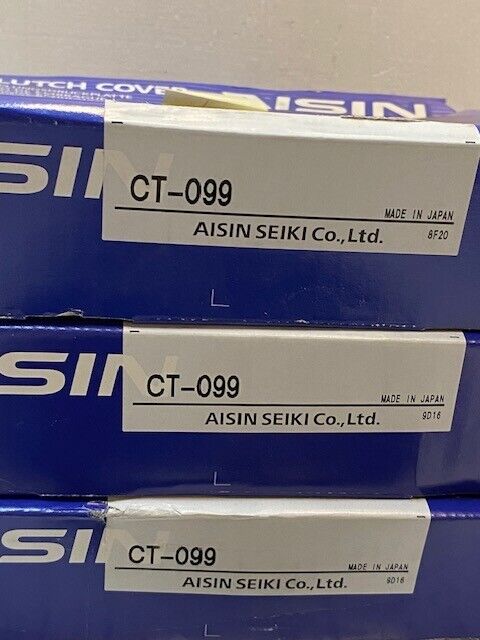 CLUTCH COVER
AISIN
SIN
CT-099
MADE IN JAPAN
AISIN SEIKI Co.,Ltd.
8F20
SIN
CT-099
MADE IN JAPAN
AISIN SEIKI Co.,Ltd.
9D16
SIN
CT-099
MADE IN JAPAN
AISIN SEIKI Co.,Ltd.
9D16